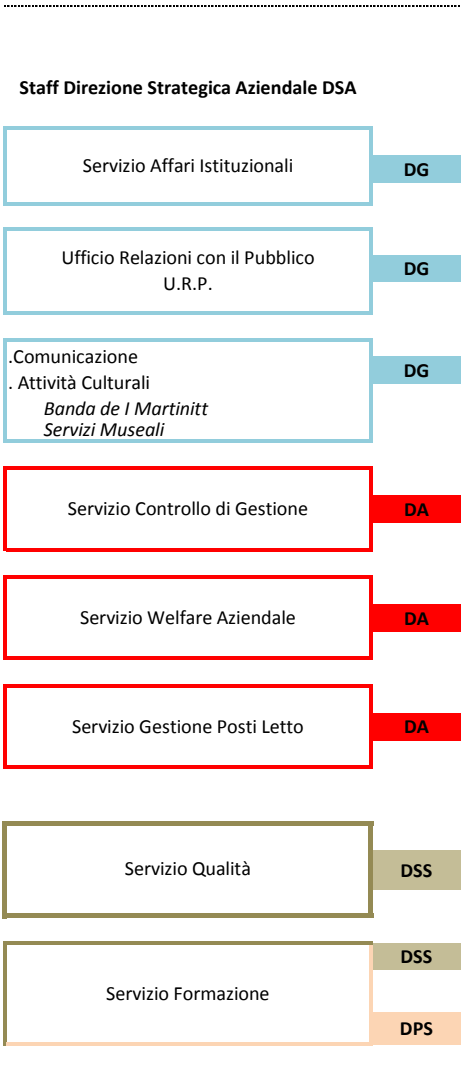 Staff Direzione Strategica Aziendale DSA
Servizio Affari Istituzionali
DG
Ufficio Relazioni con il Pubblico
U.R.P.
DG
.Comunicazione
. Attività Culturali
Banda de I Martinitt
Servizi Museali
DG
Servizio Controllo di Gestione
DA
Servizio Welfare Aziendale
DA
Servizio Gestione Posti Letto
DA
Servizio Qualità
DSS
Servizio Formazione
DSS
DPS